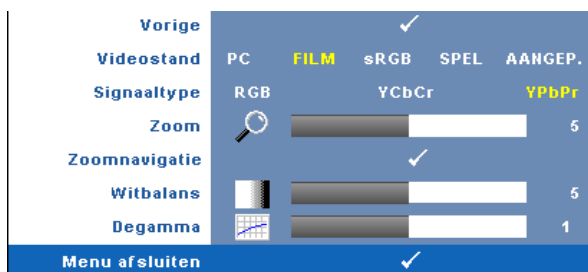 Vorige
Videostand PC FILM sRGB SPEL AANGEP.
Signaaltype RGB YCbCr YPbPr
Zoom 5
Zoomnavigatie
Witbalans 5
Degamma 1
Menu afsluiten